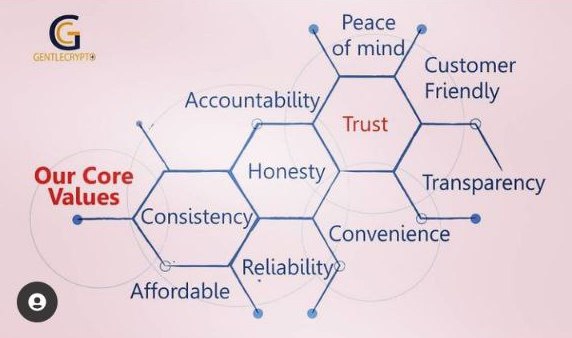 GENTLECRYPTO
Peace
of mind
Customer
Friendly
Accountability
Trust
Our Core
Values
Honesty
Transparency
Consistency
Convenience
Reliability
Affordable